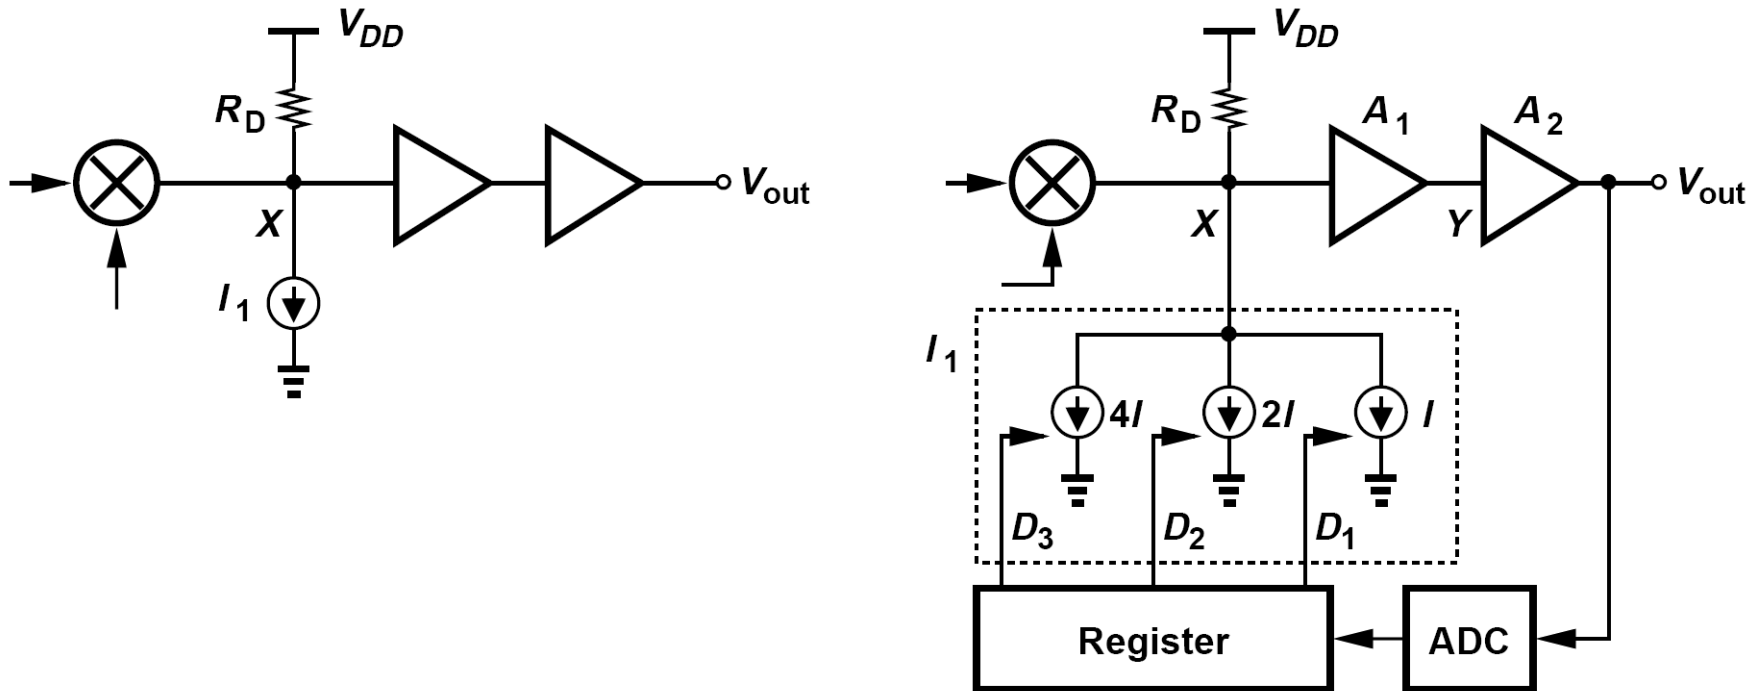 V_DD
R_D
X
V_out
I_1
V_DD
R_D
A_1
A_2
X
Y
V_out
I_1
4I
2I
I
D_3
D_2
D_1
Register
ADC